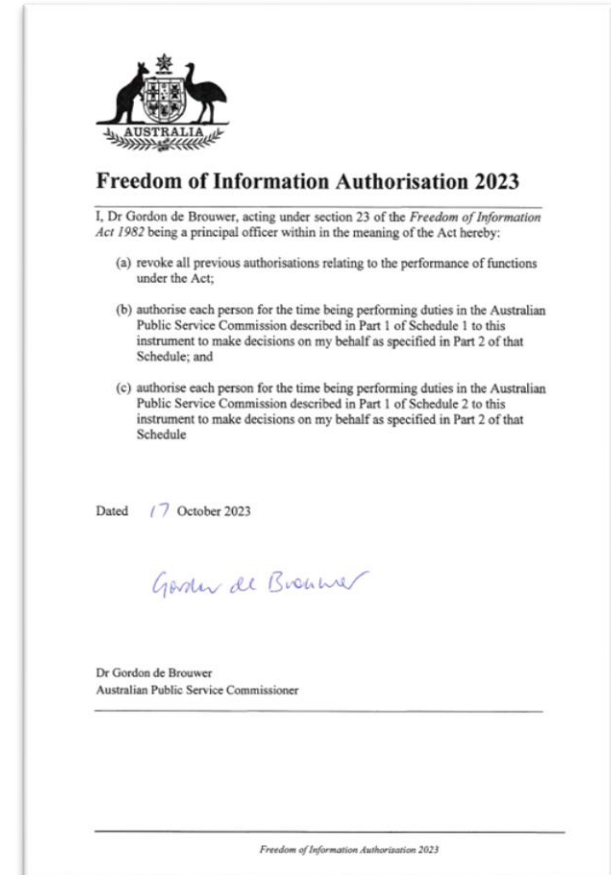 AUSTRALIA
Freedom of Information Authorisation 2023
I, Dr Gordon de Brouwer, acting under section 23 of the Freedom of Information
Act 1982 being a principal officer within in the meaning of the Act hereby:
(a) revoke all previous authorisations relating to the performance of functions
under the Act;
(b) authorise each person for the time being performing duties in the Australian
Public Service Commission described in Part 1 of Schedule 1 to this
instrument to make decisions on my behalf as specified in Part 2 of that
Schedule; and
(c) authorise each person for the time being performing duties in the Australian
Public Service Commission described in Part 1 of Schedule 2 to this
instrument to make decisions on my behalf as specified in Part 2 of that
Schedule
Dated 17 October 2023
Gordon de Brouwer
Dr Gordon de Brouwer
Australian Public Service Commissioner
Freedom of Information Authorisation 2023